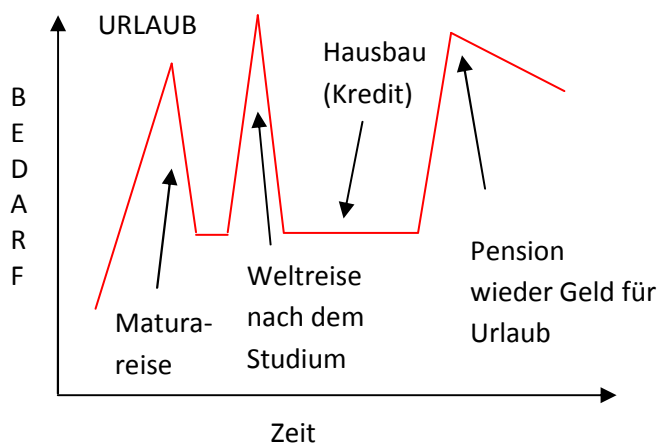 URLAUB
B
E
D
A
R
F
Hausbau
(Kredit)
Matura-
reise
Weltreise
nach dem
Studium
Pension
wieder Geld für
Urlaub
Zeit